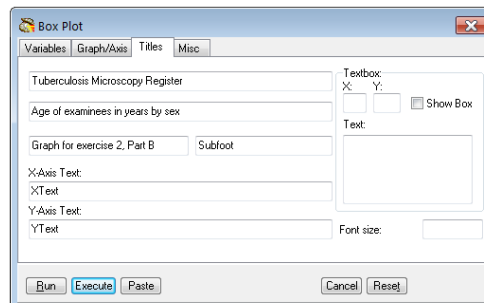 Box Plot
Variables Graph/Axis Titles Misc
Tuberculosis Microscopy Register
Age of examinees in years by sex
Graph for exercise 2, Part B Subfoot
X-Axis Text:
XText
Y-Axis Text:
YText
Textbox:
X: Y:
Show Box
Text:
Font size:
Run Execute Paste Cancel Reset